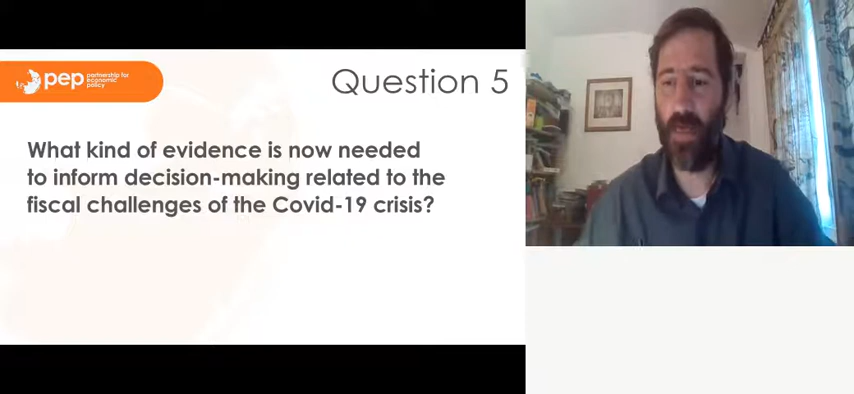 pep
partnership for
economic
policy
Question 5
What kind of evidence is now needed
to inform decision-making related to the
fiscal challenges of the Covid-19 crisis?